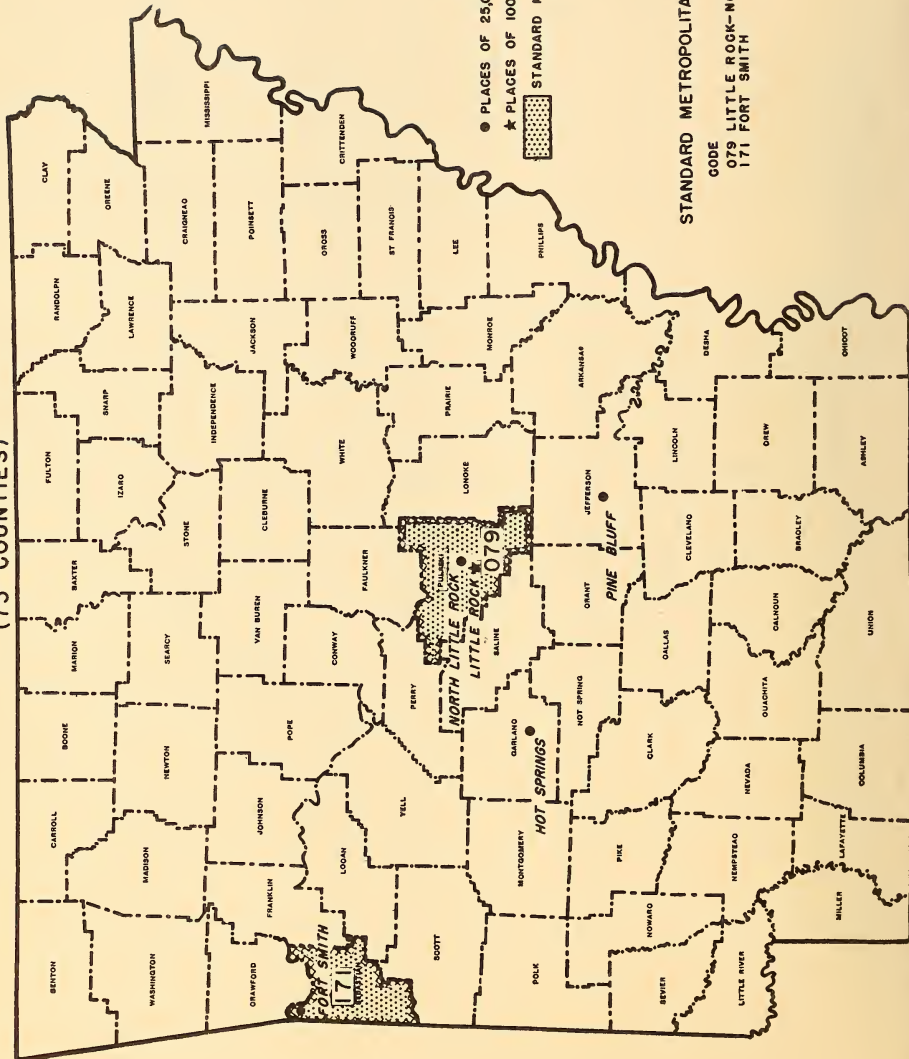 (75 COUNTIES)
BENTON
CARROLL
BOONE
MARION
BAXTER
FULTON
RANDOLPH
CLAY
WASHINGTON
MADISON
NEWTON
SEARCY
STONE
IZARD
SHARP
LAWRENCE
GREENE
CRAWFORD
FRANKLIN
JOHNSON
POPE
VAN BUREN
CLEBURNE
INDEPENDENCE
JACKSON
CRAIGHEAD
MISSISSIPPI
POINSETT
FORT SMITH
171
SEBASTIAN
LOGAN
YELL
CONWAY
FAULKNER
WHITE
WOODRUFF
CROSS
CRITTENDEN
ST FRANCIS
SCOTT
PERRY
PULASKI
NORTH LITTLE ROCK
LITTLE ROCK
079
LONOKE
PRAIRIE
MONROE
LEE
PHILLIPS
POLK
MONTGOMERY
GARLAND
HOT SPRINGS
SALINE
HOT SPRING
GRANT
JEFFERSON
PINE BLUFF
ARKANSAS
SEVIER
HOWARD
PIKE
CLARK
DALLAS
CLEVELAND
LINCOLN
DESHA
LITTLE RIVER
HEMPSTEAD
NEVADA
OUACHITA
CALHOUN
BRADLEY
DREW
CHICOT
MILLER
LAFAYETTE
COLUMBIA
UNION
ASHLEY
PLACES OF 25,
PLACES OF 100
STANDARD
STANDARD METROPOLITA
CODE
079 LITTLE ROCK-N
171 FORT SMITH